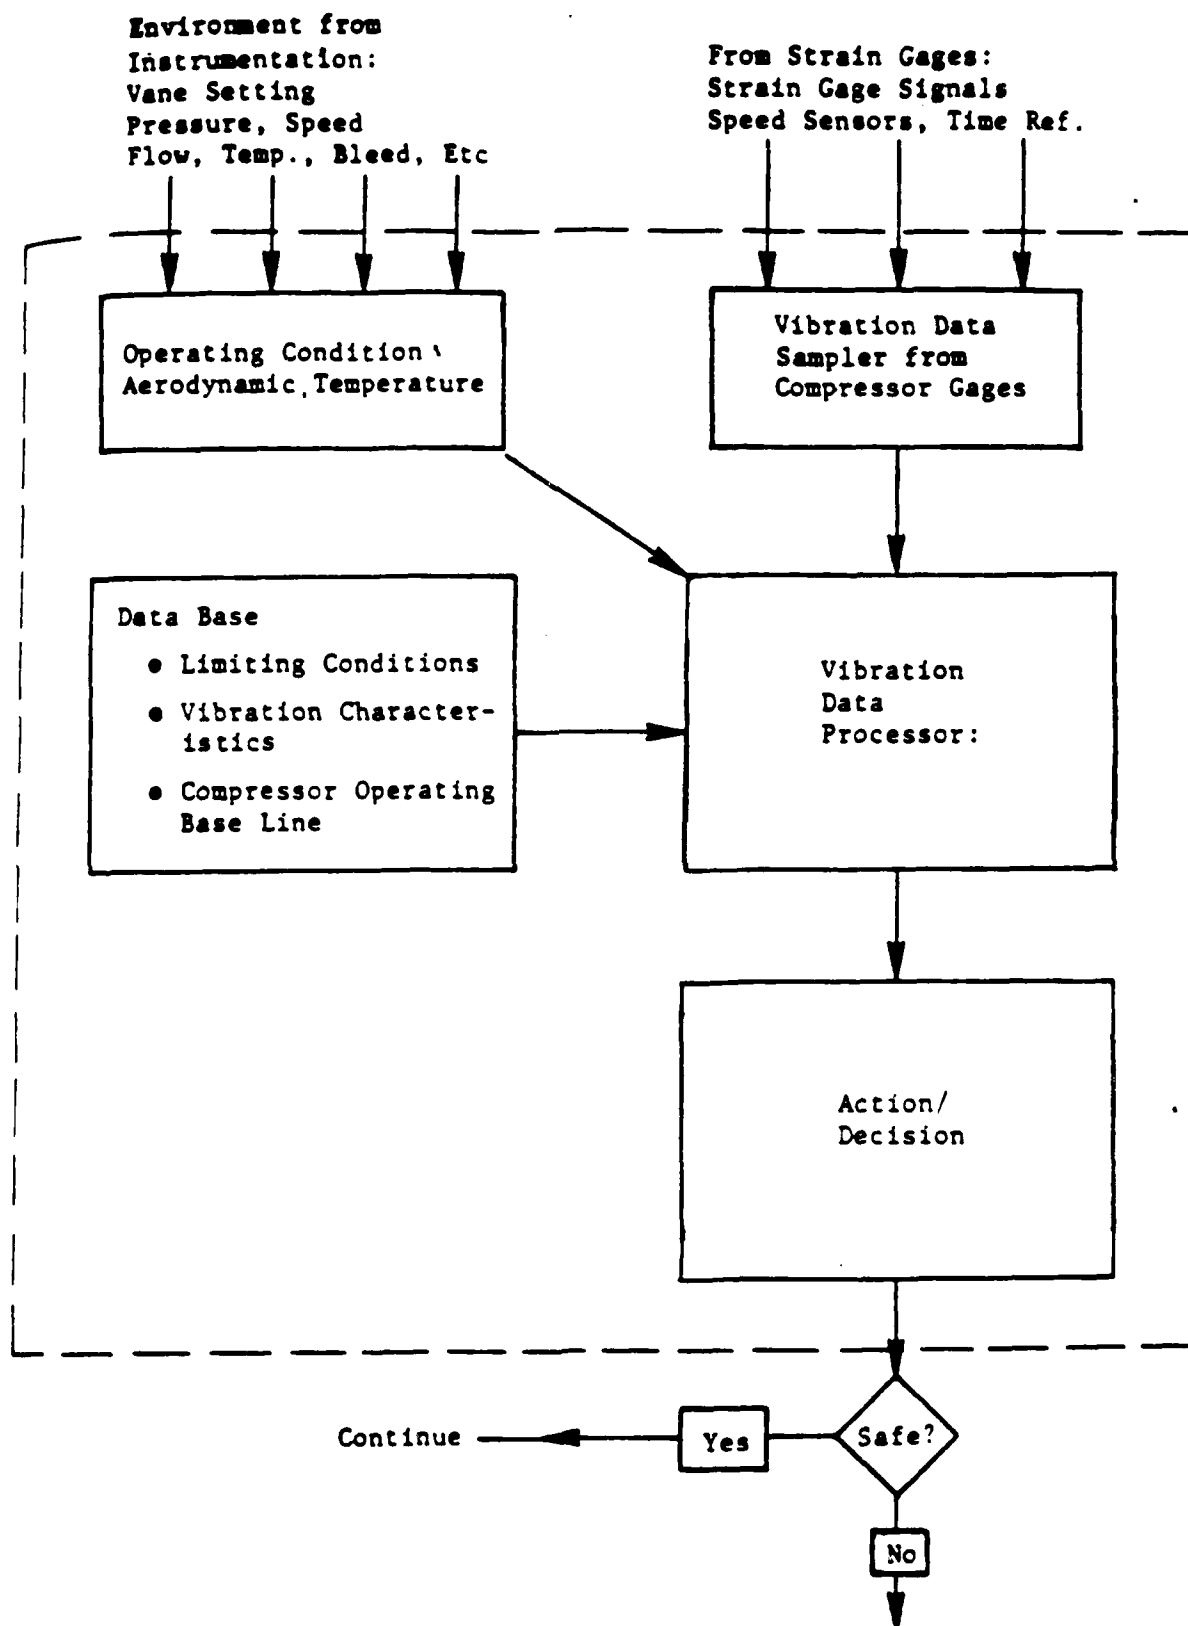 Environment from
Instrumentation:
Vane Setting
Pressure, Speed
Flow, Temp., Bleed, Etc
From Strain Gages:
Strain Gage Signals
Speed Sensors, Time Ref.
Operating Condition
Aerodynamic, Temperature
Vibration Data
Sampler from
Compressor Gages
Data Base
• Limiting Conditions
• Vibration Character-
istics
• Compressor Operating
Base Line
Vibration
Data
Processor:
Action/
Decision
Safe?
Yes
Continue
No